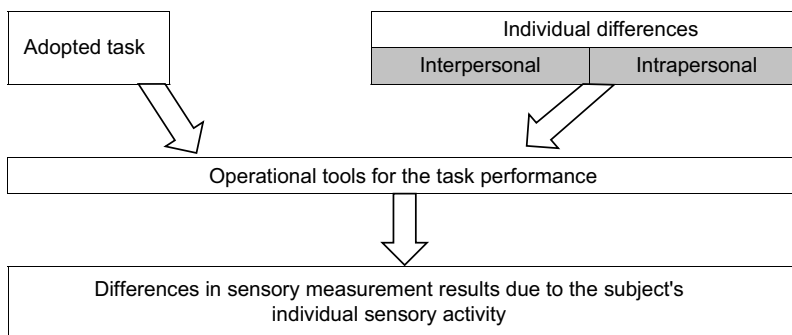 Individual differences
Adopted task
Interpersonal
Intrapersonal
Operational tools for the task performance
Differences in sensory measurement results due to the subject's
individual sensory activity